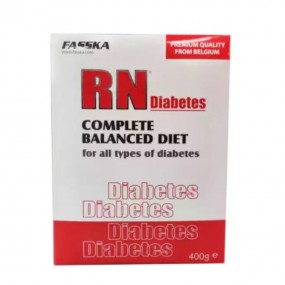 FASSKA
PREMIUM QUALITY
FROM BELGIUM
RN® Diabetes
COMPLETE
BALANCED DIET
for all types of diabetes
Diabetes
Diabetes
Diabetes
Diabetes
400g e